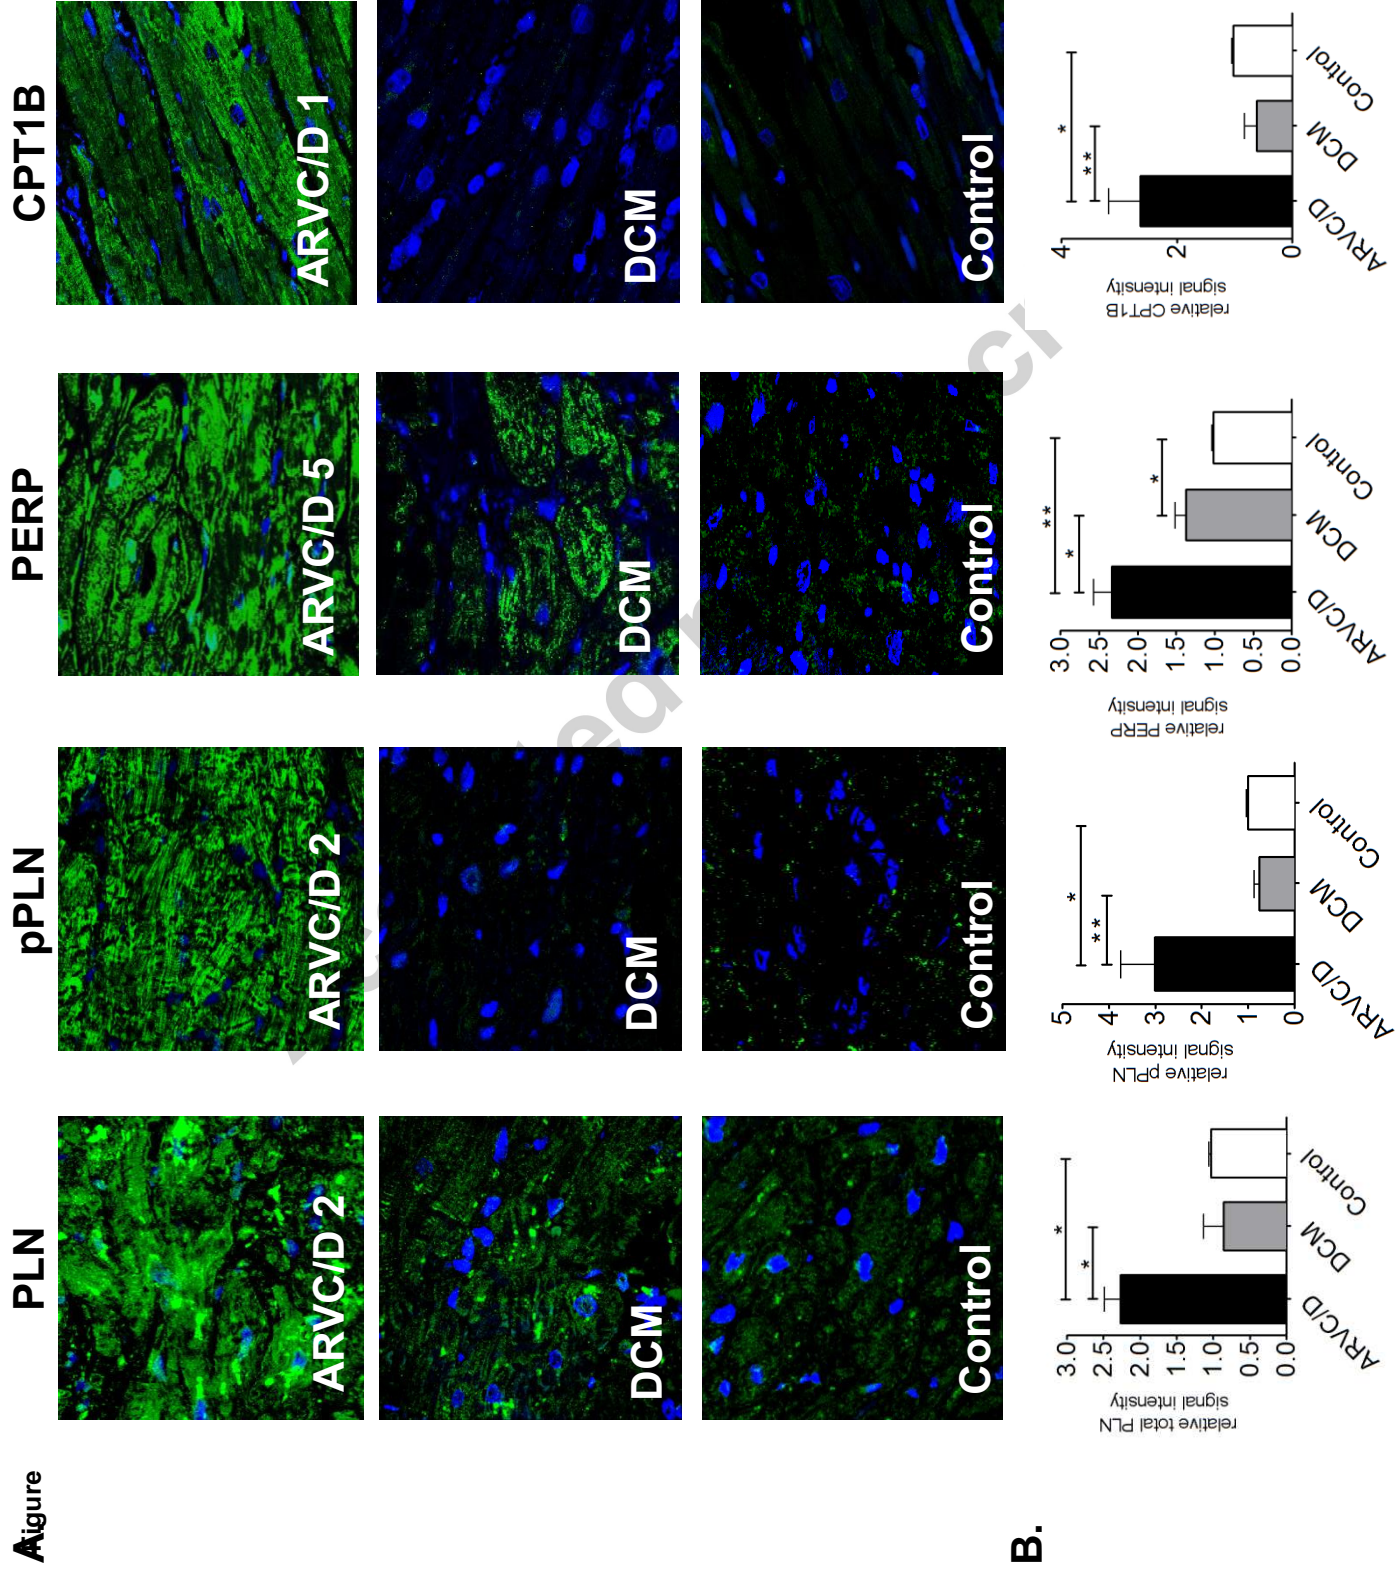 Figure
A.
PLN
pPLN
PERP
CPT1B
ARVC/D 2
ARVC/D 2
ARVC/D 5
ARVC/D 1
DCM
DCM
DCM
DCM
Control
Control
Control
Control
B.
relative total PLN
signal intensity
3.0
2.5
2.0
1.5
1.0
0.5
0.0
*
*
ARVC/D
DCM
Control
relative pPLN
signal intensity
5
4
3
2
1
0
*
**
ARVC/D
DCM
Control
relative PERP
signal intensity
3.0
2.5
2.0
1.5
1.0
0.5
0.0
**
*
*
ARVC/D
DCM
Control
relative CPT1B
signal intensity
4
2
0
*
**
ARVC/D
DCM
Control